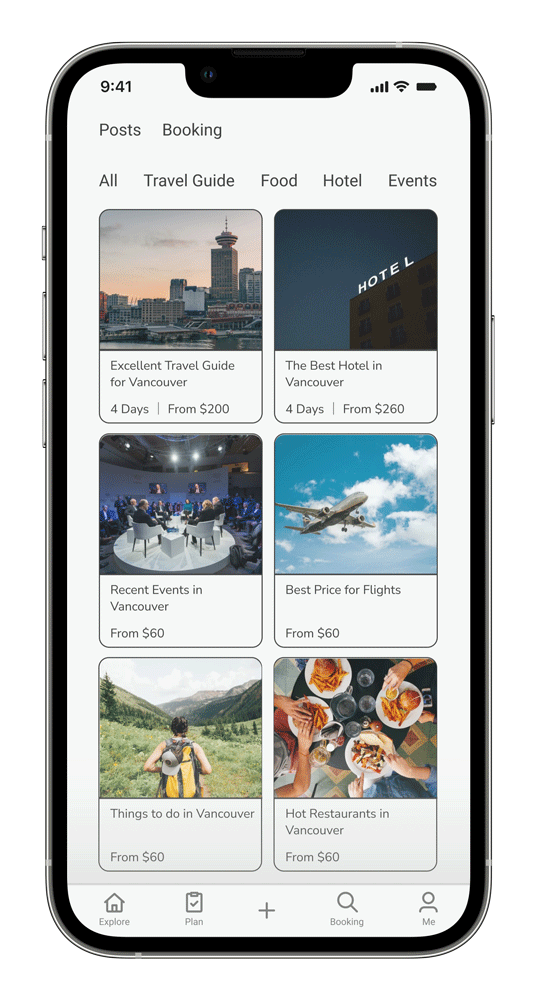 9:41
Posts Booking
All Travel Guide Food Hotel Events
HOTEL
Excellent Travel Guide
for Vancouver
4 Days | From $200
The Best Hotel in
Vancouver
4 Days | From $260
Recent Events in
Vancouver
From $60
Best Price for Flights
From $60
Things to do in Vancouver
From $60
Hot Restaurants in
Vancouver
From $60
Explore Plan + Booking Me